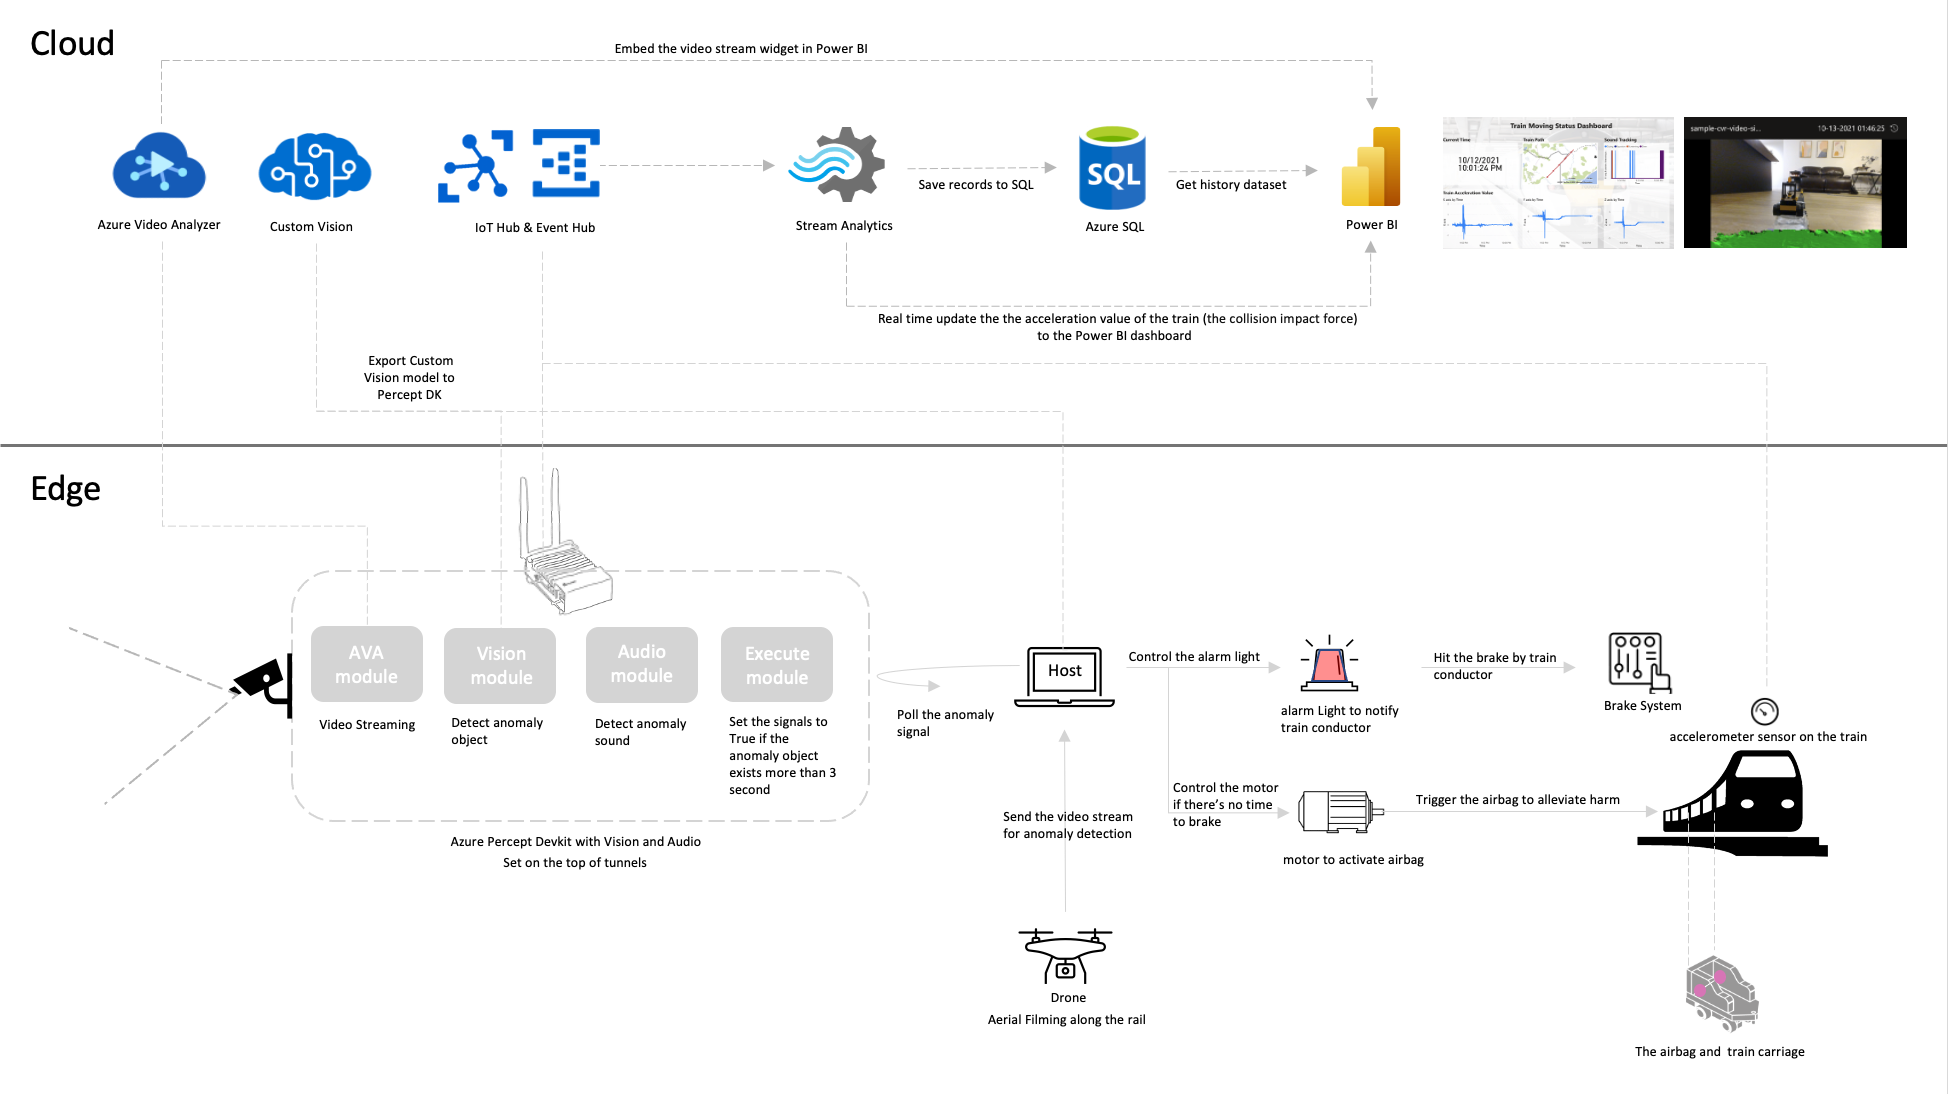 Cloud
Embed the video stream widget in Power BI
Azure Video Analyzer
Custom Vision
IoT Hub & Event Hub
Stream Analytics
Save records to SQL
SQL
Azure SQL
Get history dataset
Power BI
Train Moving Status Dashboard
Current Time
10/12/2021
10:01:24 PM
Train Path
Sound Tracking
Train Acceleration Value
sample-cvr-video-si...
10-13-2021 01:46:25
Real time update the the acceleration value of the train (the collision impact force)
to the Power BI dashboard
Export Custom
Vision model to
Percept DK
Edge
AVA
module
Video Streaming
Vision
module
Detect anomaly
object
Audio
module
Detect anomaly
sound
Execute
module
Set the signals to
True if the
anomaly object
exists more than 3
second
Azure Percept Devkit with Vision and Audio
Set on the top of tunnels
Poll the anomaly
signal
Host
Control the alarm light
alarm Light to notify
train conductor
Hit the brake by train
conductor
Brake System
accelerometer sensor on the train
Control the motor
if there's no time
to brake
motor to activate airbag
Trigger the airbag to alleviate harm
Send the video stream
for anomaly detection
Drone
Aerial Filming along the rail
The airbag and  train carriage